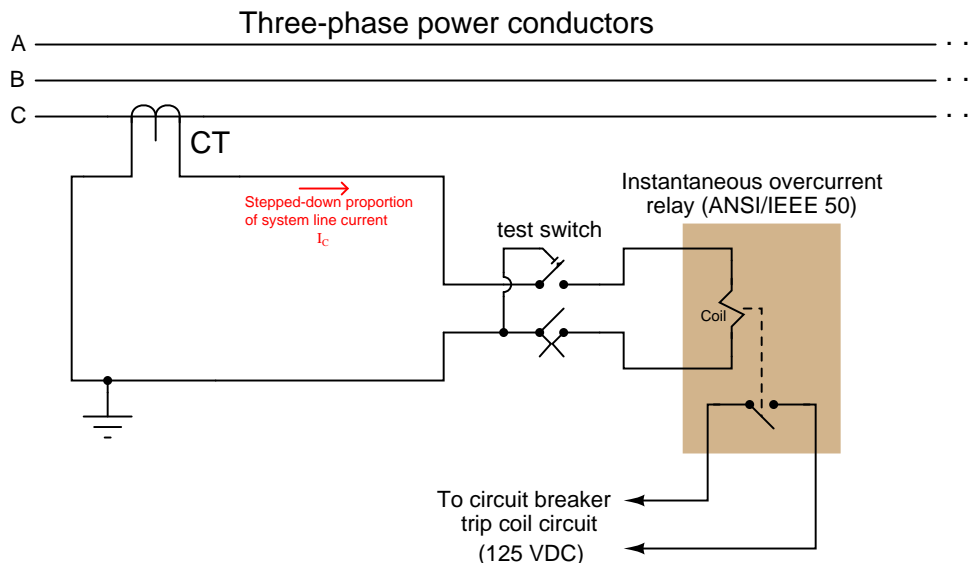 Three-phase power conductors
A
B
C
CT
Stepped-down proportion
of system line current
I_C
Instantaneous overcurrent
relay (ANSI/IEEE 50)
test switch
Coil
To circuit breaker
trip coil circuit
(125 VDC)